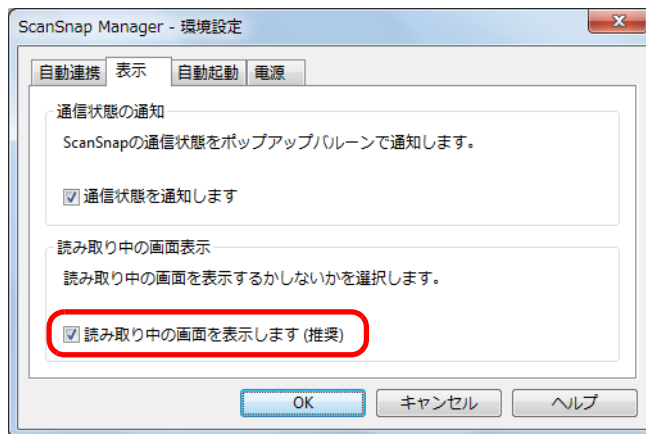 ScanSnap Manager - 環境設定
自動連携 表示 自動起動 電源
通信状態の通知
ScanSnapの通信状態をポップアップバルーンで通知します。
通信状態を通知します
読み取り中の画面表示
読み取り中の画面を表示するかしないかを選択します。
読み取り中の画面を表示します (推奨)
OK キャンセル ヘルプ